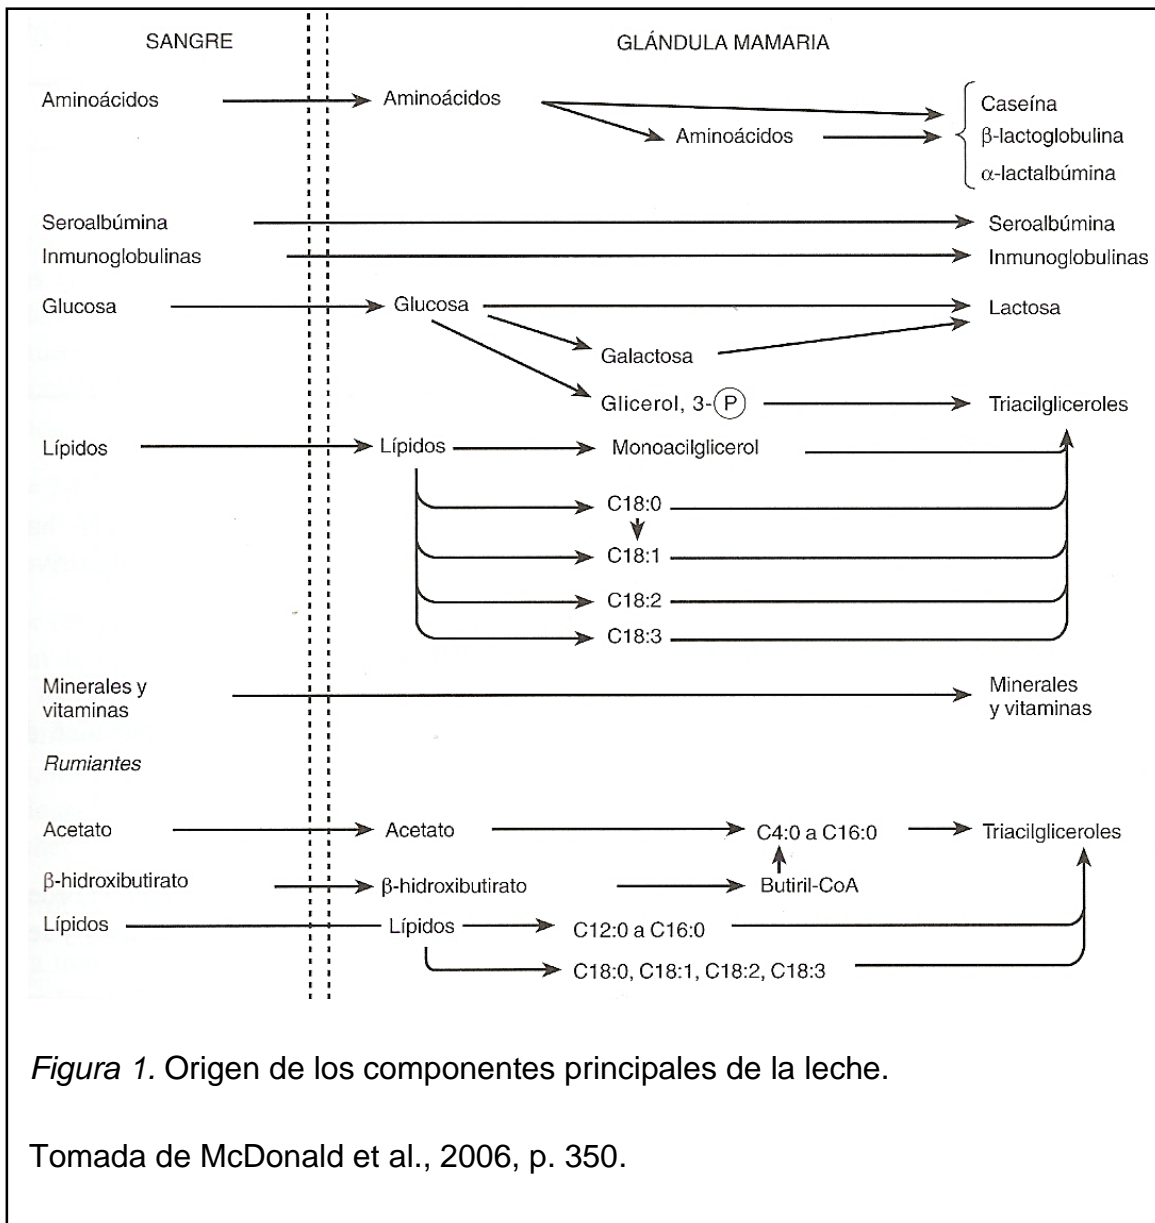 SANGRE GLÁNDULA MAMARIA
Aminoácidos Aminoácidos Caseína
Aminoácidos β-lactoglobulina
α-lactalbúmina
Seroalbúmina Seroalbúmina
Inmunoglobulinas Inmunoglobulinas
Glucosa Glucosa Lactosa
Galactosa
Glicerol, 3-P Triacilgliceroles
Lípidos Lípidos Monoacilglicerol
C18:0
C18:1
C18:2
C18:3
Minerales y Minerales
vitaminas y vitaminas
Rumiantes
Acetato Acetato C4:0 a C16:0 Triacilgliceroles
β-hidroxibutirato β-hidroxibutirato Butiril-CoA
Lípidos Lípidos C12:0 a C16:0
C18:0, C18:1, C18:2, C18:3
Figura 1. Origen de los componentes principales de la leche.
Tomada de McDonald et al., 2006, p. 350.